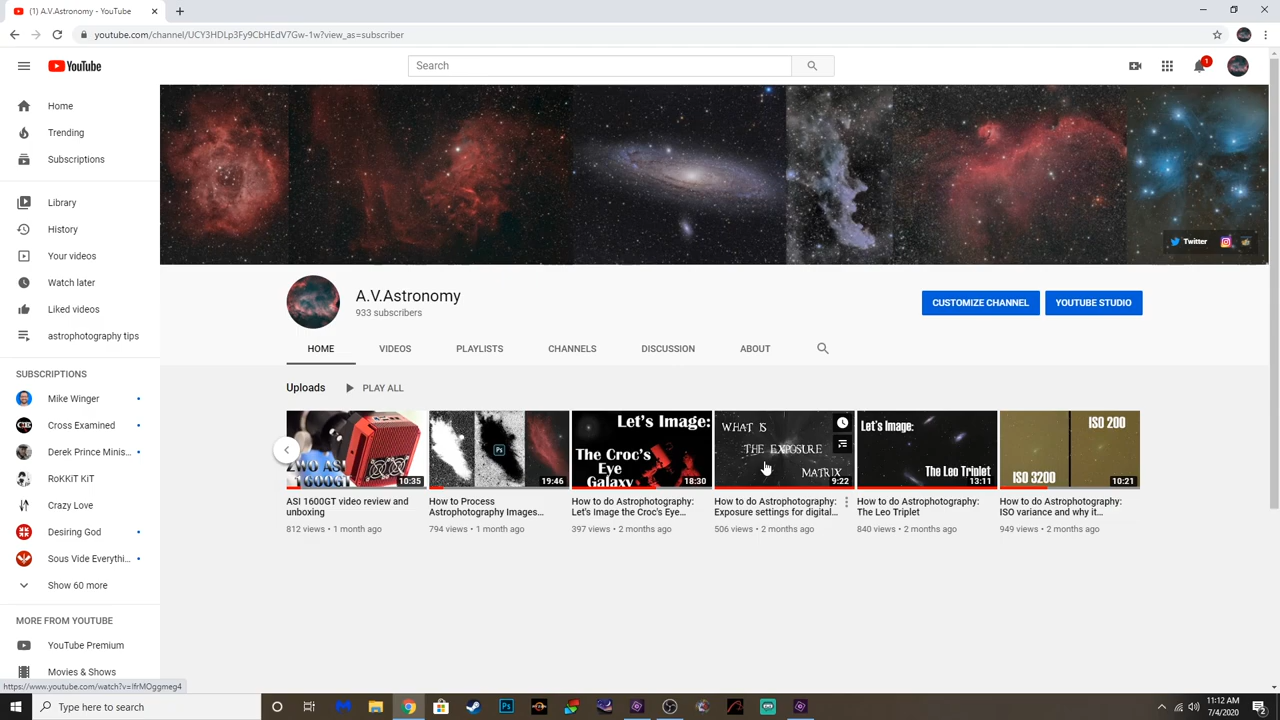 (1) A.V.Astronomy - YouTube
youtube.com/channel/UCY3HDLp3Fy9CbHEdV7Gw-1w?view_as=subscriber
YouTube
Search
1
Home
Trending
Subscriptions
Library
History
Your videos
Watch later
Liked videos
astrophotography tips
SUBSCRIPTIONS
Mike Winger
Cross Examined
Derek Prince Minis...
RoKKiT KiT
Crazy Love
Desiring God
Sous Vide Everythi...
Show 60 more
MORE FROM YOUTUBE
YouTube Premium
Movies & Shows
Twitter
A.V.Astronomy
933 subscribers
CUSTOMIZE CHANNEL
YOUTUBE STUDIO
HOME
VIDEOS
PLAYLISTS
CHANNELS
DISCUSSION
ABOUT
Uploads
PLAY ALL
ZWO ASI
1600GT
10:35
ASI 1600GT video review and
unboxing
812 views • 1 month ago
Ps
19:46
How to Process
Astrophotography Images...
794 views • 1 month ago
Let's Image:
The Croc's
Eye
Galaxy
18:30
How to do Astrophotography:
Let's Image the Croc's Eye...
397 views • 2 months ago
WHAT IS
THE EXPOSURE
MATRIX
9:22
How to do Astrophotography:
Exposure settings for digital...
506 views • 2 months ago
Let's Image:
The Leo Triplet
13:11
How to do Astrophotography:
The Leo Triplet
840 views • 2 months ago
ISO 200
ISO 3200
10:21
How to do Astrophotography:
ISO variance and why it...
949 views • 2 months ago
https://www.youtube.com/watch?v=IfrMOggmeg4
Type here to search
Ps
11:12 AM
7/4/2020
2